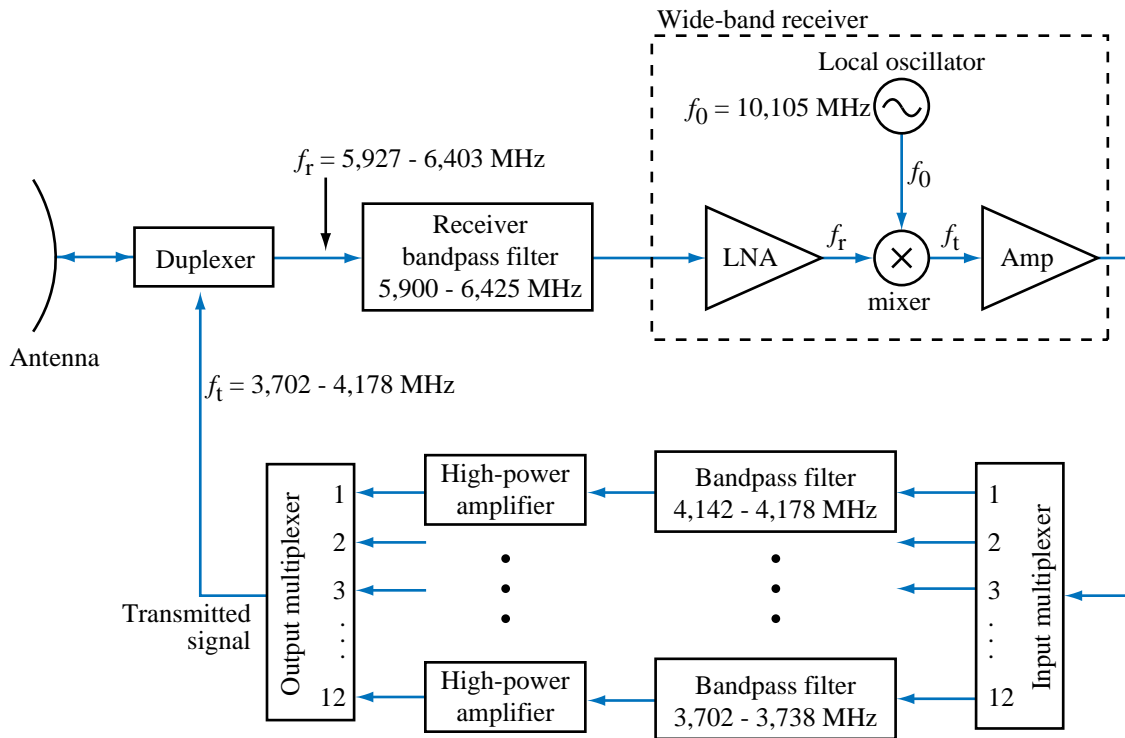 Wide-band receiver
Local oscillator
f0 = 10,105 MHz
f0
fr = 5,927 - 6,403 MHz
Antenna
Duplexer
Receiver
bandpass filter
5,900 - 6,425 MHz
LNA
fr
mixer
ft
Amp
ft = 3,702 - 4,178 MHz
Transmitted
signal
Output multiplexer
1
2
3
12
High-power
amplifier
High-power
amplifier
Bandpass filter
4,142 - 4,178 MHz
Bandpass filter
3,702 - 3,738 MHz
1
2
3
12
Input multiplexer